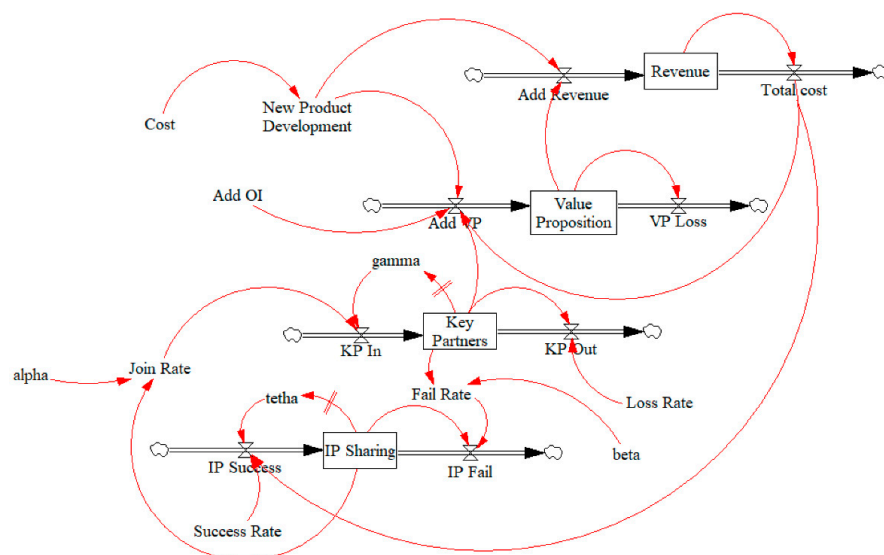 Revenue
Add Revenue
Total cost
New Product
Development
Cost
Add OI
Value
Proposition
Add VP
VP Loss
gamma
Key
Partners
KP In
KP Out
alpha
Join Rate
tetha
Fail Rate
Loss Rate
IP Sharing
IP Success
IP Fail
beta
Success Rate